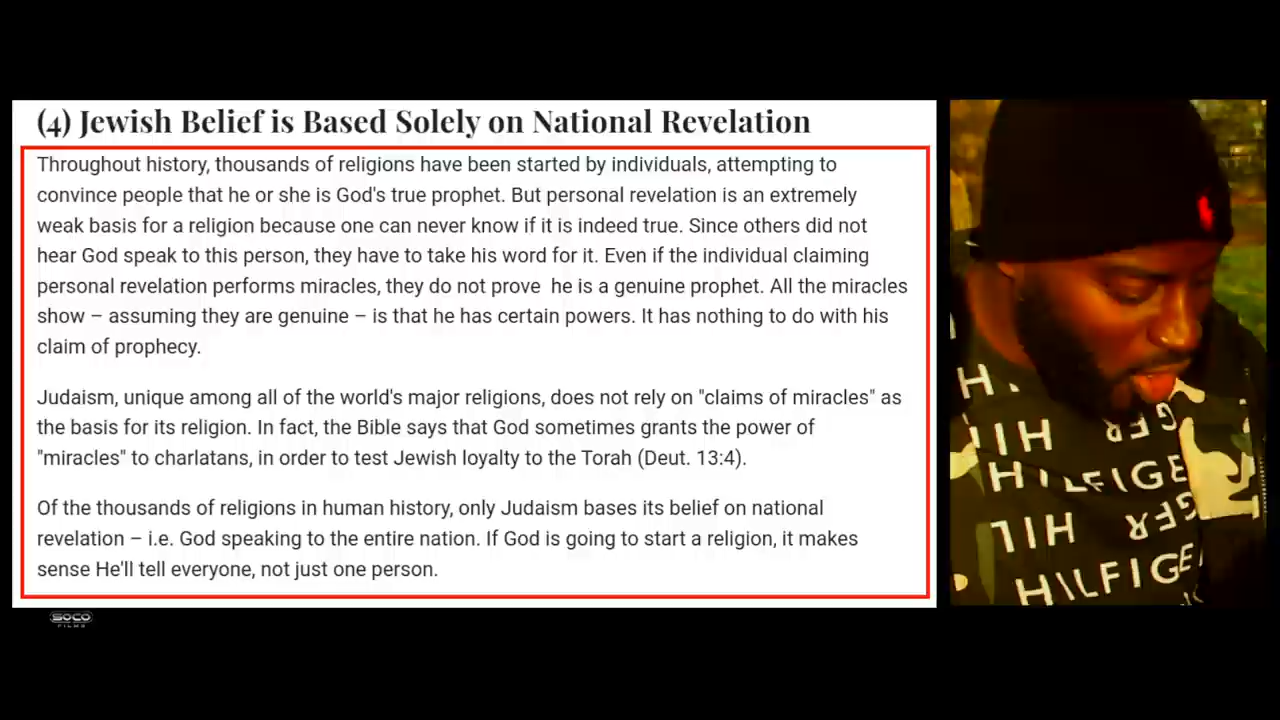 (4) Jewish Belief is Based Solely on National Revelation
Throughout history, thousands of religions have been started by individuals, attempting to
convince people that he or she is God's true prophet. But personal revelation is an extremely
weak basis for a religion because one can never know if it is indeed true. Since others did not
hear God speak to this person, they have to take his word for it. Even if the individual claiming
personal revelation performs miracles, they do not prove  he is a genuine prophet. All the miracles
show – assuming they are genuine – is that he has certain powers. It has nothing to do with his
claim of prophecy.
Judaism, unique among all of the world's major religions, does not rely on "claims of miracles" as
the basis for its religion. In fact, the Bible says that God sometimes grants the power of
"miracles" to charlatans, in order to test Jewish loyalty to the Torah (Deut. 13:4).
Of the thousands of religions in human history, only Judaism bases its belief on national
revelation – i.e. God speaking to the entire nation. If God is going to start a religion, it makes
sense He'll tell everyone, not just one person.
SOCO
FILMS
H.
HIH GER
HILFIGE
HIL GER
HILFIGE